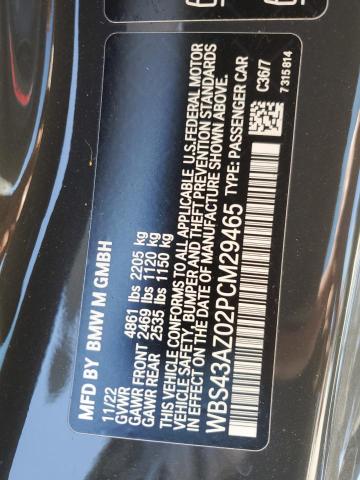 MFD BY BMW M GMBH
11/22
GVWR 4861 lbs 2205 kg
GAWR FRONT 2469 lbs 1120 kg
GAWR REAR 2535 lbs 1150 kg
THIS VEHICLE CONFORMS TO ALL APPLICABLE U.S.FEDERAL MOTOR
VEHICLE SAFETY, BUMPER AND THEFT PREVENTION STANDARDS
IN EFFECT ON THE DATE OF MANUFACTURE SHOWN ABOVE.
WBS43AZ02PCM29465 TYPE: PASSENGER CAR
C36/7
7 315 814